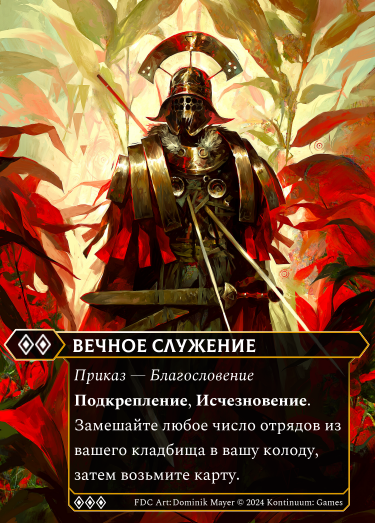 ВЕЧНОЕ СЛУЖЕНИЕ
Приказ — Благословение
Подкрепление, Исчезновение.
Замешайте любое число отрядов из
вашего кладбища в вашу колоду,
затем возьмите карту.
FDC Art: Dominik Mayer © 2024 Kontinuum: Games